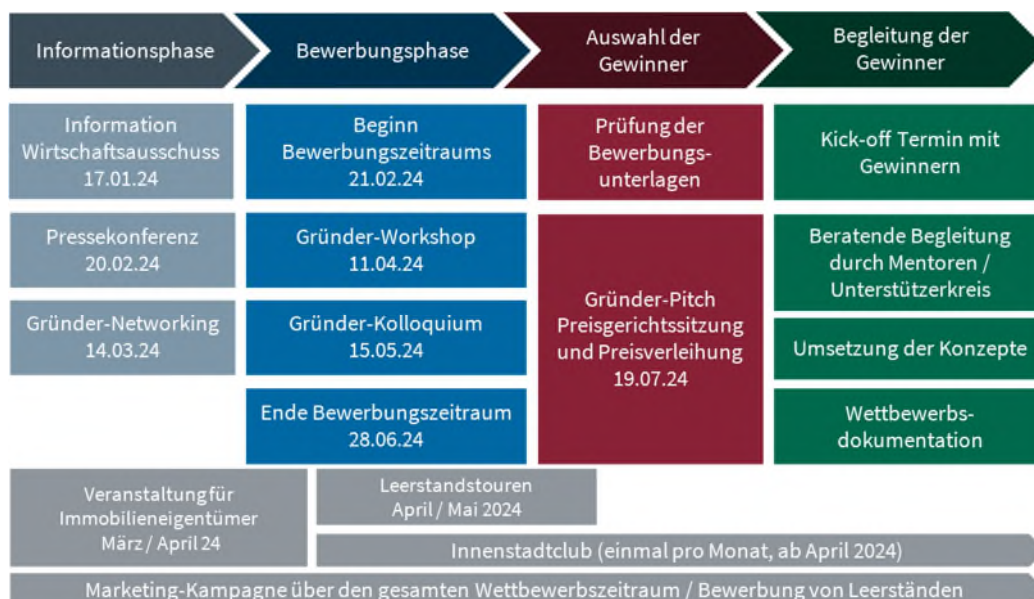 Informationsphase
Bewerbungsphase
Auswahl der
Gewinner
Begleitung der
Gewinner
Information
Wirtschaftsausschuss
17.01.24
Pressekonferenz
20.02.24
Gründer-Networking
14.03.24
Beginn
Bewerbungszeitraums
21.02.24
Gründer-Workshop
11.04.24
Gründer-Kolloquium
15.05.24
Ende Bewerbungszeitraum
28.06.24
Prüfung der
Bewerbungs-
unterlagen
Gründer-Pitch
Preisgerichtssitzung
und Preisverleihung
19.07.24
Kick-off Termin mit
Gewinnern
Beratende Begleitung
durch Mentoren /
Unterstützerkreis
Umsetzung der Konzepte
Wettbewerbs-
dokumentation
Veranstaltung für
Immobilieneigentümer
März / April 24
Leerstandstouren
April / Mai 2024
Innenstadtclub (einmal pro Monat, ab April 2024)
Marketing-Kampagne über den gesamten Wettbewerbszeitraum / Bewerbung von Leerständen